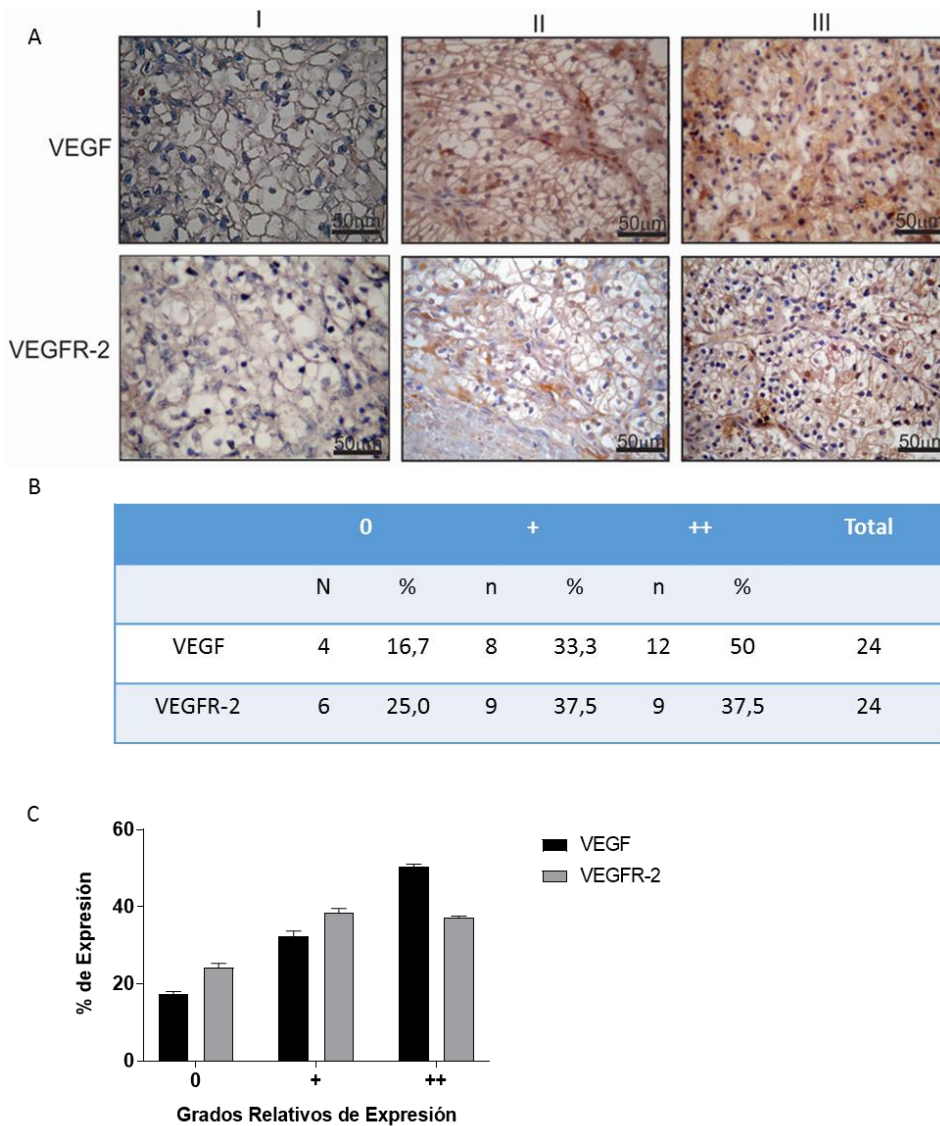 I II III
A
VEGF
50µm 50µm 50µm
VEGFR-2
50µm 50µm 50µm
B
0 + ++ Total
N % n % n %
VEGF 4 16,7 8 33,3 12 50 24
VEGFR-2 6 25,0 9 37,5 9 37,5 24
C
60
40
20
0
% de Expresión
VEGF
VEGFR-2
0 + ++
Grados Relativos de Expresión